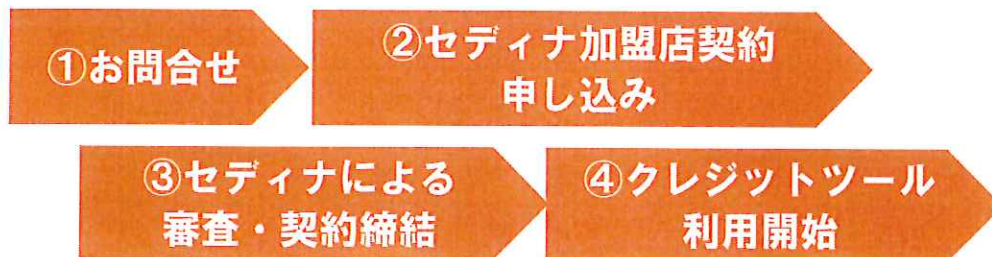 ①お問合せ
②セディナ加盟店契約
申し込み
③セディナによる
審査・契約締結
④クレジットツール
利用開始